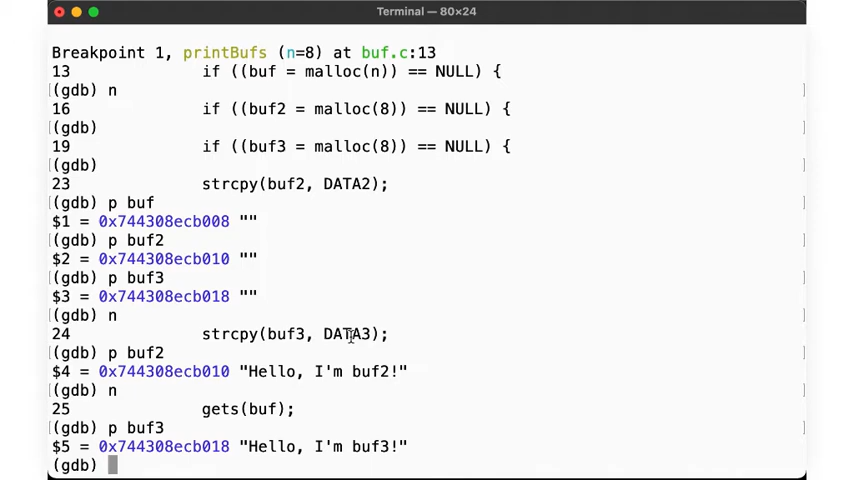 Terminal — 80×24
Breakpoint 1, printBufs (n=8) at buf.c:13
13 if ((buf = malloc(n)) == NULL) {
(gdb) n
16 if ((buf2 = malloc(8)) == NULL) {
(gdb)
19 if ((buf3 = malloc(8)) == NULL) {
(gdb)
23 strcpy(buf2, DATA2);
(gdb) p buf
$1 = 0x744308ecb008 ""
(gdb) p buf2
$2 = 0x744308ecb010 ""
(gdb) p buf3
$3 = 0x744308ecb018 ""
(gdb) n
24 strcpy(buf3, DATA3);
(gdb) p buf2
$4 = 0x744308ecb010 "Hello, I'm buf2!"
(gdb) n
25 gets(buf);
(gdb) p buf3
$5 = 0x744308ecb018 "Hello, I'm buf3!"
(gdb)